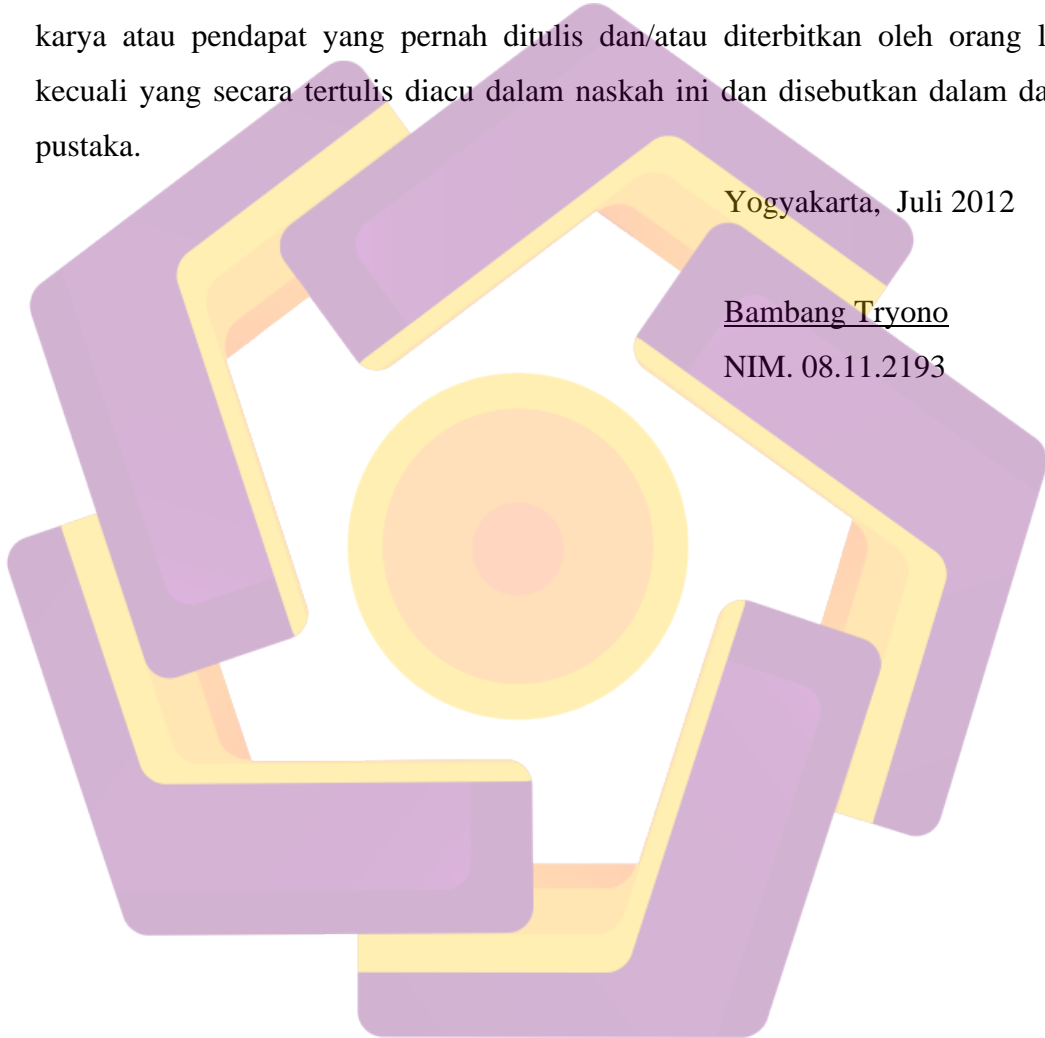 karya atau pendapat yang pernah ditulis dan/atau diterbitkan oleh orang l
kecuali yang secara tertulis diacu dalam naskah ini dan disebutkan dalam da
pustaka.
Yogyakarta, Juli 2012
Bambang Tryono
NIM. 08.11.2193